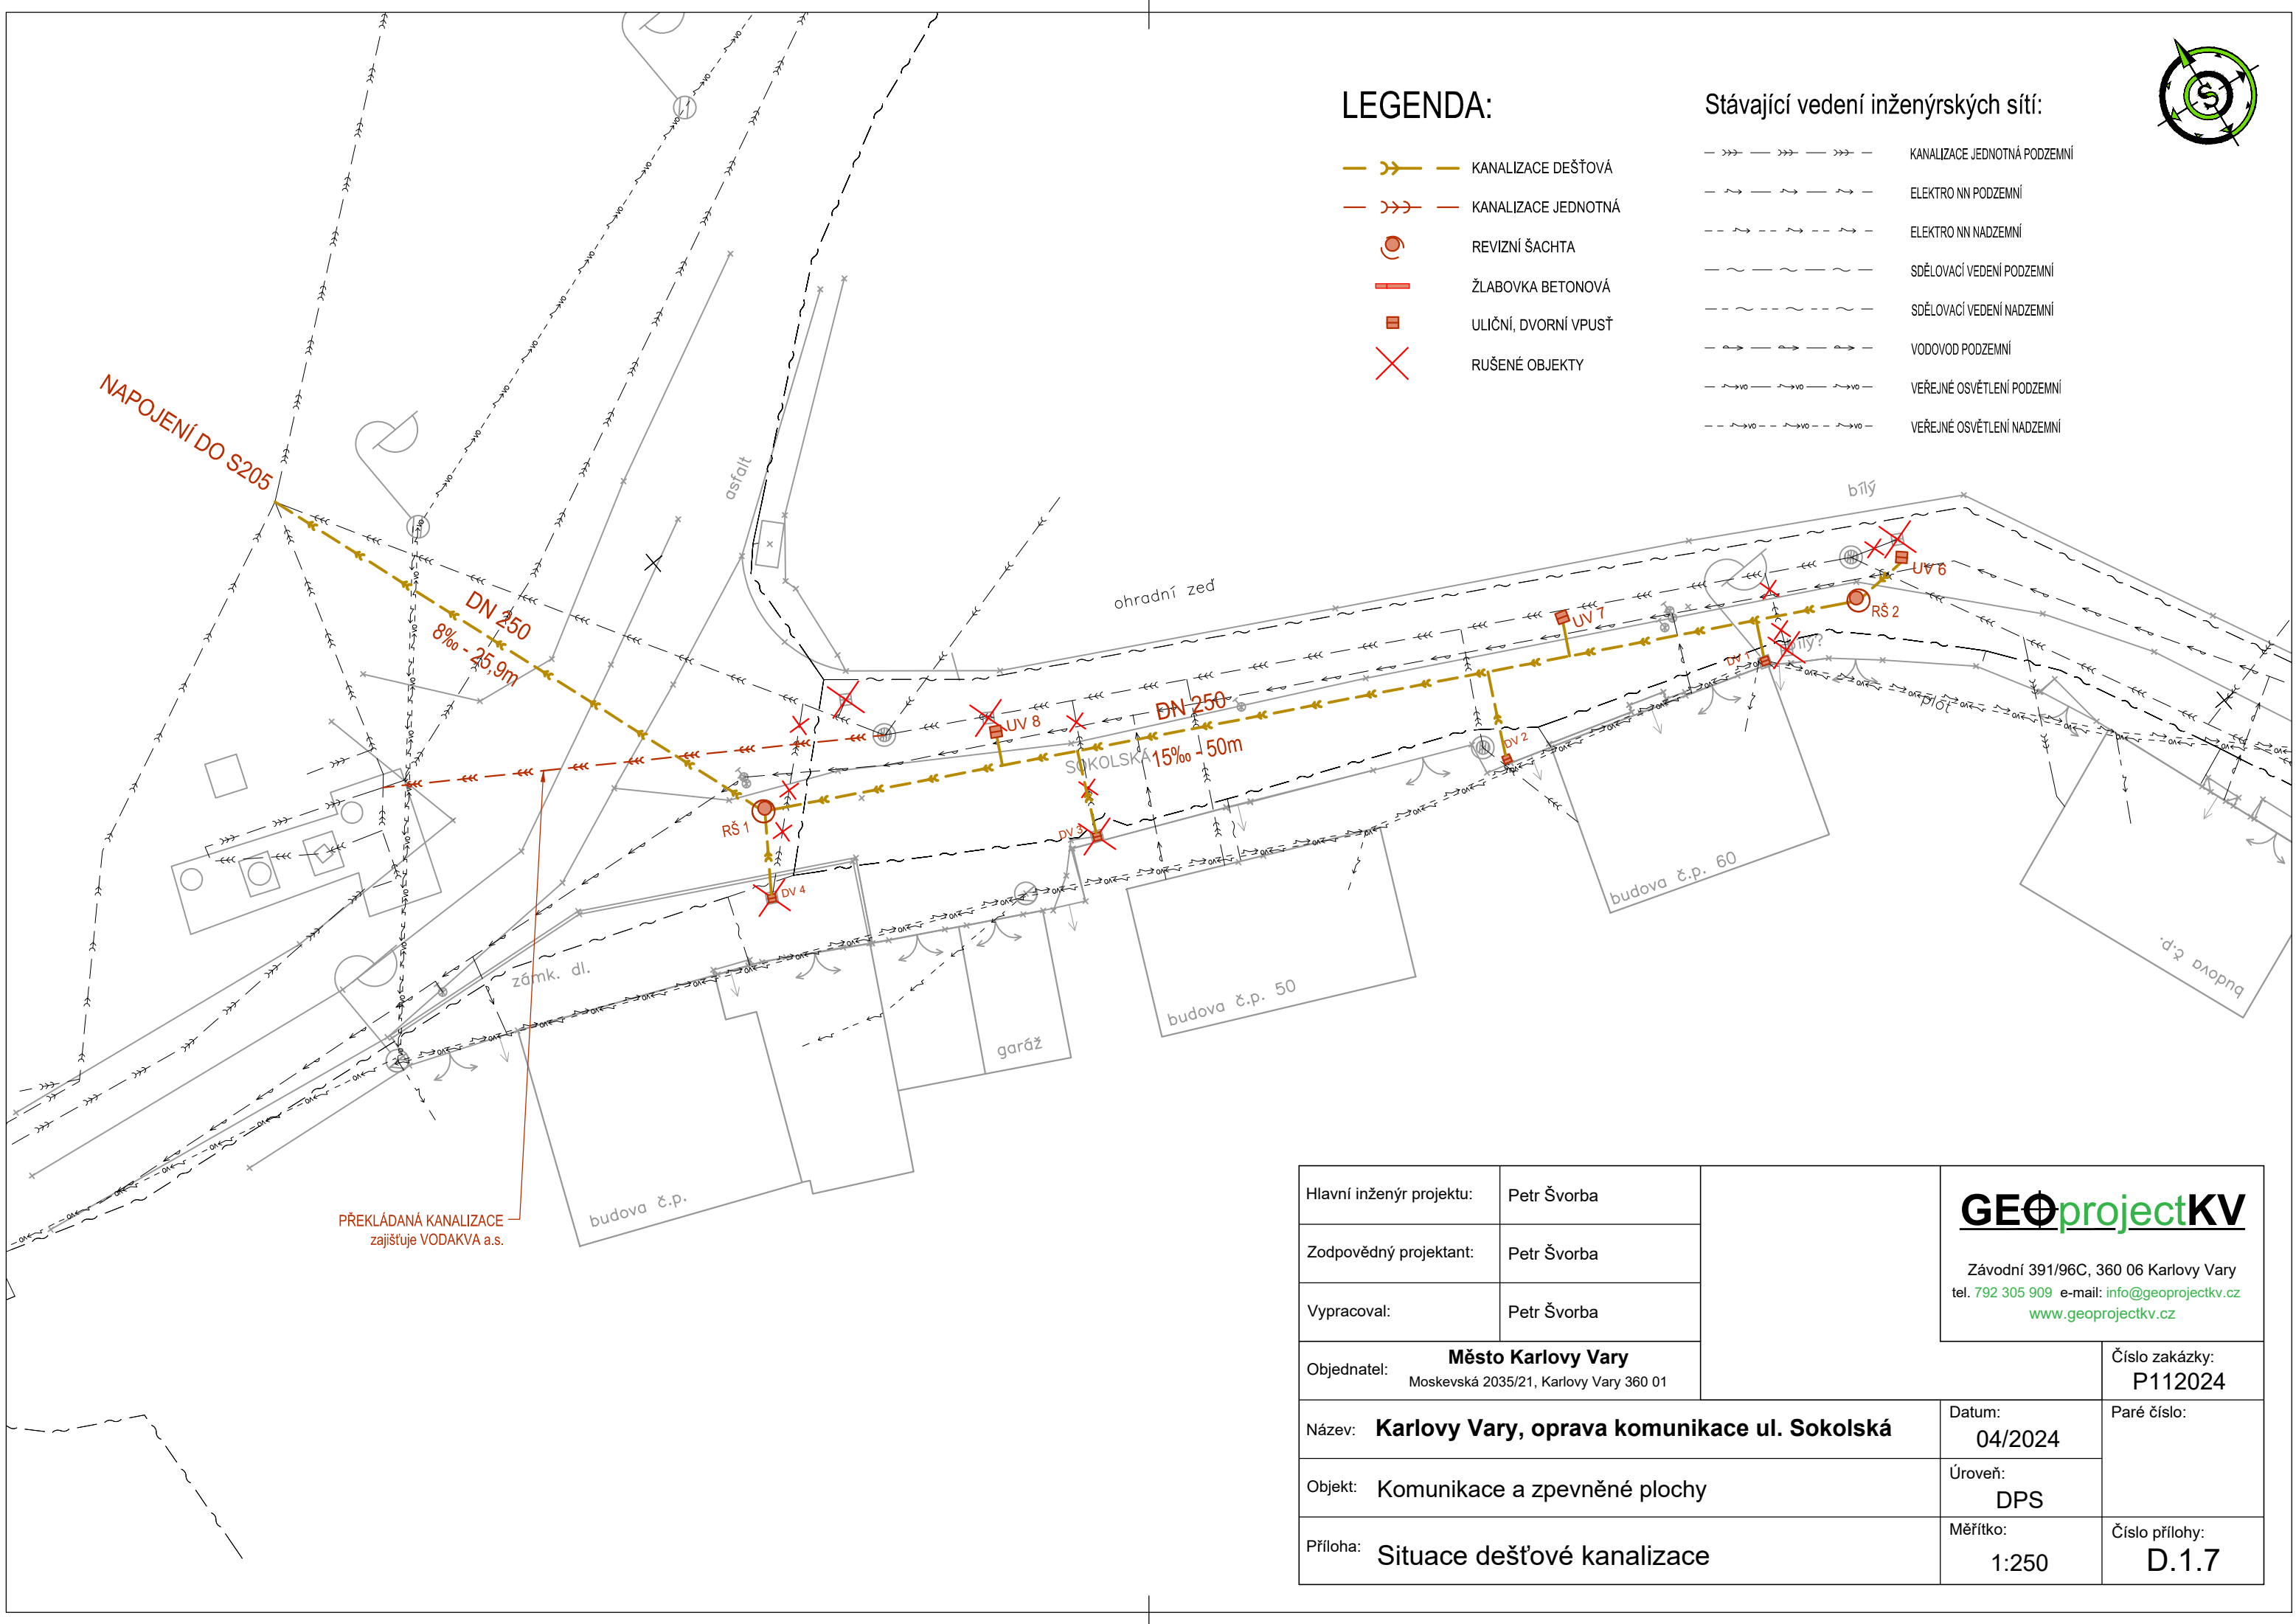 LEGENDA:
KANALIZACE DEŠŤOVÁ
KANALIZACE JEDNOTNÁ
REVIZNÍ ŠACHTA
ŽLABOVKA BETONOVÁ
ULIČNÍ, DVORNÍ VPUSŤ
RUŠENÉ OBJEKTY
Stávající vedení inženýrských sítí:
KANALIZACE JEDNOTNÁ PODZEMNÍ
ELEKTRO NN PODZEMNÍ
ELEKTRO NN NADZEMNÍ
SDĚLOVACÍ VEDENÍ PODZEMNÍ
SDĚLOVACÍ VEDENÍ NADZEMNÍ
VODOVOD PODZEMNÍ
VEŘEJNÉ OSVĚTLENÍ PODZEMNÍ
VEŘEJNÉ OSVĚTLENÍ NADZEMNÍ
S
NAPOJENÍ DO S205
DN 250
8‰ - 25,9m
asfalt
ohradní zeď
bílý
UV 6
RŠ 2
UV 7
bílý?
DV 1
plot
UV 8
DN 250
SOKOLSKÁ
15‰ - 50m
DV 2
RŠ 1
DV 3
DV 4
zámk. dl.
budova č.p. 60
budova č.p.
budova č.p. 50
garáž
budova č.p.
PŘEKLÁDANÁ KANALIZACE
zajišťuje VODAKVA a.s.
Hlavní inženýr projektu: Petr Švorba
Zodpovědný projektant: Petr Švorba
Vypracoval: Petr Švorba
GEOprojectKV
Závodní 391/96C, 360 06 Karlovy Vary
tel. 792 305 909 e-mail: info@geoprojectkv.cz
www.geoprojectkv.cz
Objednatel: Město Karlovy Vary
Moskevská 2035/21, Karlovy Vary 360 01
Číslo zakázky:
P112024
Název: Karlovy Vary, oprava komunikace ul. Sokolská
Datum:
04/2024
Paré číslo:
Objekt: Komunikace a zpevněné plochy
Úroveň:
DPS
Příloha: Situace dešťové kanalizace
Měřítko:
1:250
Číslo přílohy:
D.1.7